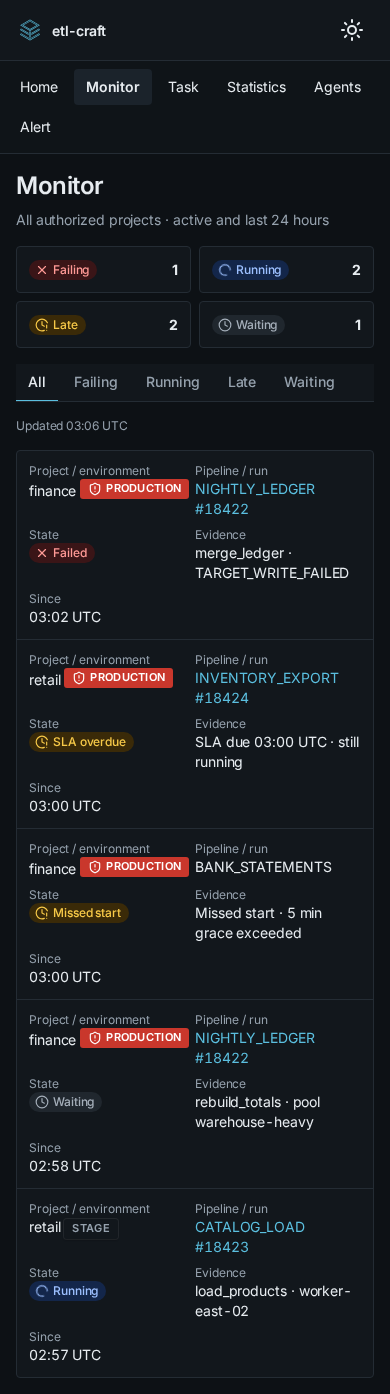 etl-craft
Home Monitor Task Statistics Agents
Alert
Monitor
All authorized projects · active and last 24 hours
Failing 1 Running 2
Late 2 Waiting 1
All Failing Running Late Waiting
Updated 03:06 UTC
Project / environment Pipeline / run
finance PRODUCTION NIGHTLY_LEDGER
#18422
State Evidence
Failed merge_ledger ·
TARGET_WRITE_FAILED
Since
03:02 UTC
Project / environment Pipeline / run
retail PRODUCTION INVENTORY_EXPORT
#18424
State Evidence
SLA overdue SLA due 03:00 UTC · still
running
Since
03:00 UTC
Project / environment Pipeline / run
finance PRODUCTION BANK_STATEMENTS
State Evidence
Missed start Missed start · 5 min
grace exceeded
Since
03:00 UTC
Project / environment Pipeline / run
finance PRODUCTION NIGHTLY_LEDGER
#18422
State Evidence
Waiting rebuild_totals · pool
warehouse-heavy
Since
02:58 UTC
Project / environment Pipeline / run
retail STAGE CATALOG_LOAD
#18423
State Evidence
Running load_products · worker-
east-02
Since
02:57 UTC